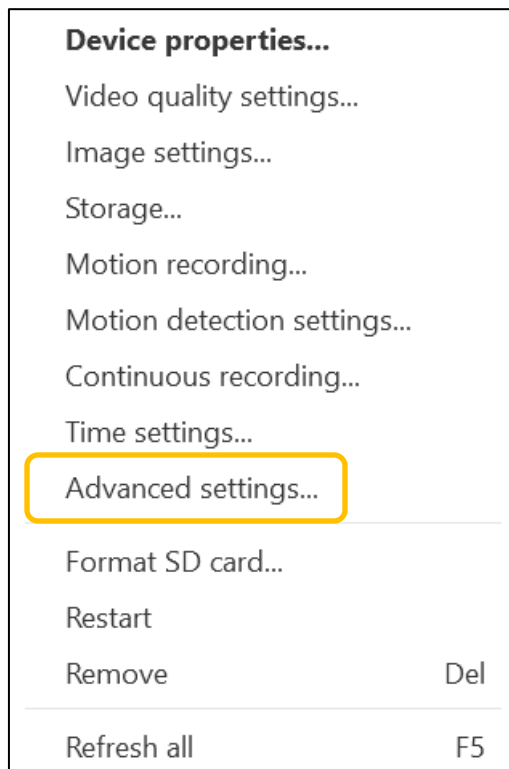 Device properties...
Video quality settings...
Image settings...
Storage...
Motion recording...
Motion detection settings...
Continuous recording...
Time settings...
Advanced settings...
Format SD card...
Restart
Remove Del
Refresh all F5